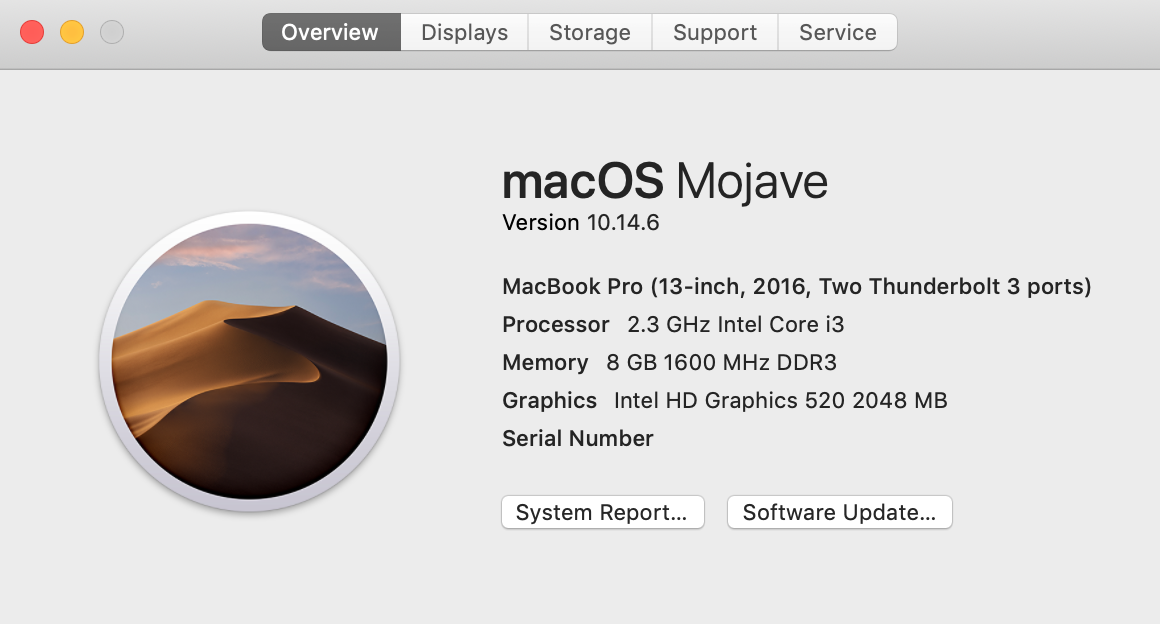 Overview Displays Storage Support Service
macOS Mojave
Version 10.14.6
MacBook Pro (13-inch, 2016, Two Thunderbolt 3 ports)
Processor 2.3 GHz Intel Core i3
Memory 8 GB 1600 MHz DDR3
Graphics Intel HD Graphics 520 2048 MB
Serial Number
System Report... Software Update...